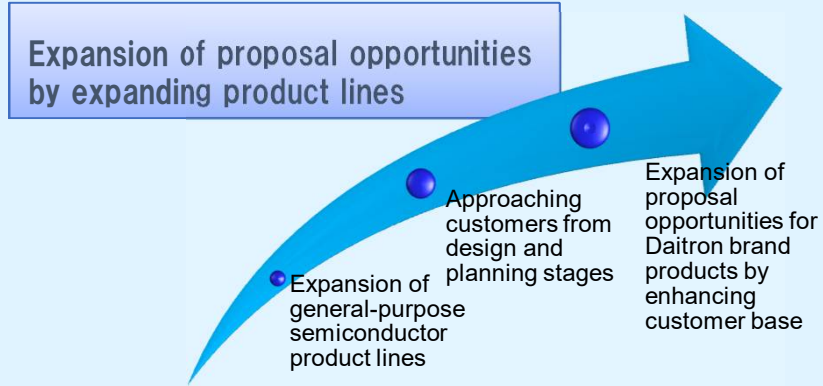 Expansion of proposal opportunities
by expanding product lines
Expansion of
general-purpose
semiconductor
product lines
Approaching
customers from
design and
planning stages
Expansion of
proposal
opportunities for
Daitron brand
products by
enhancing
customer base